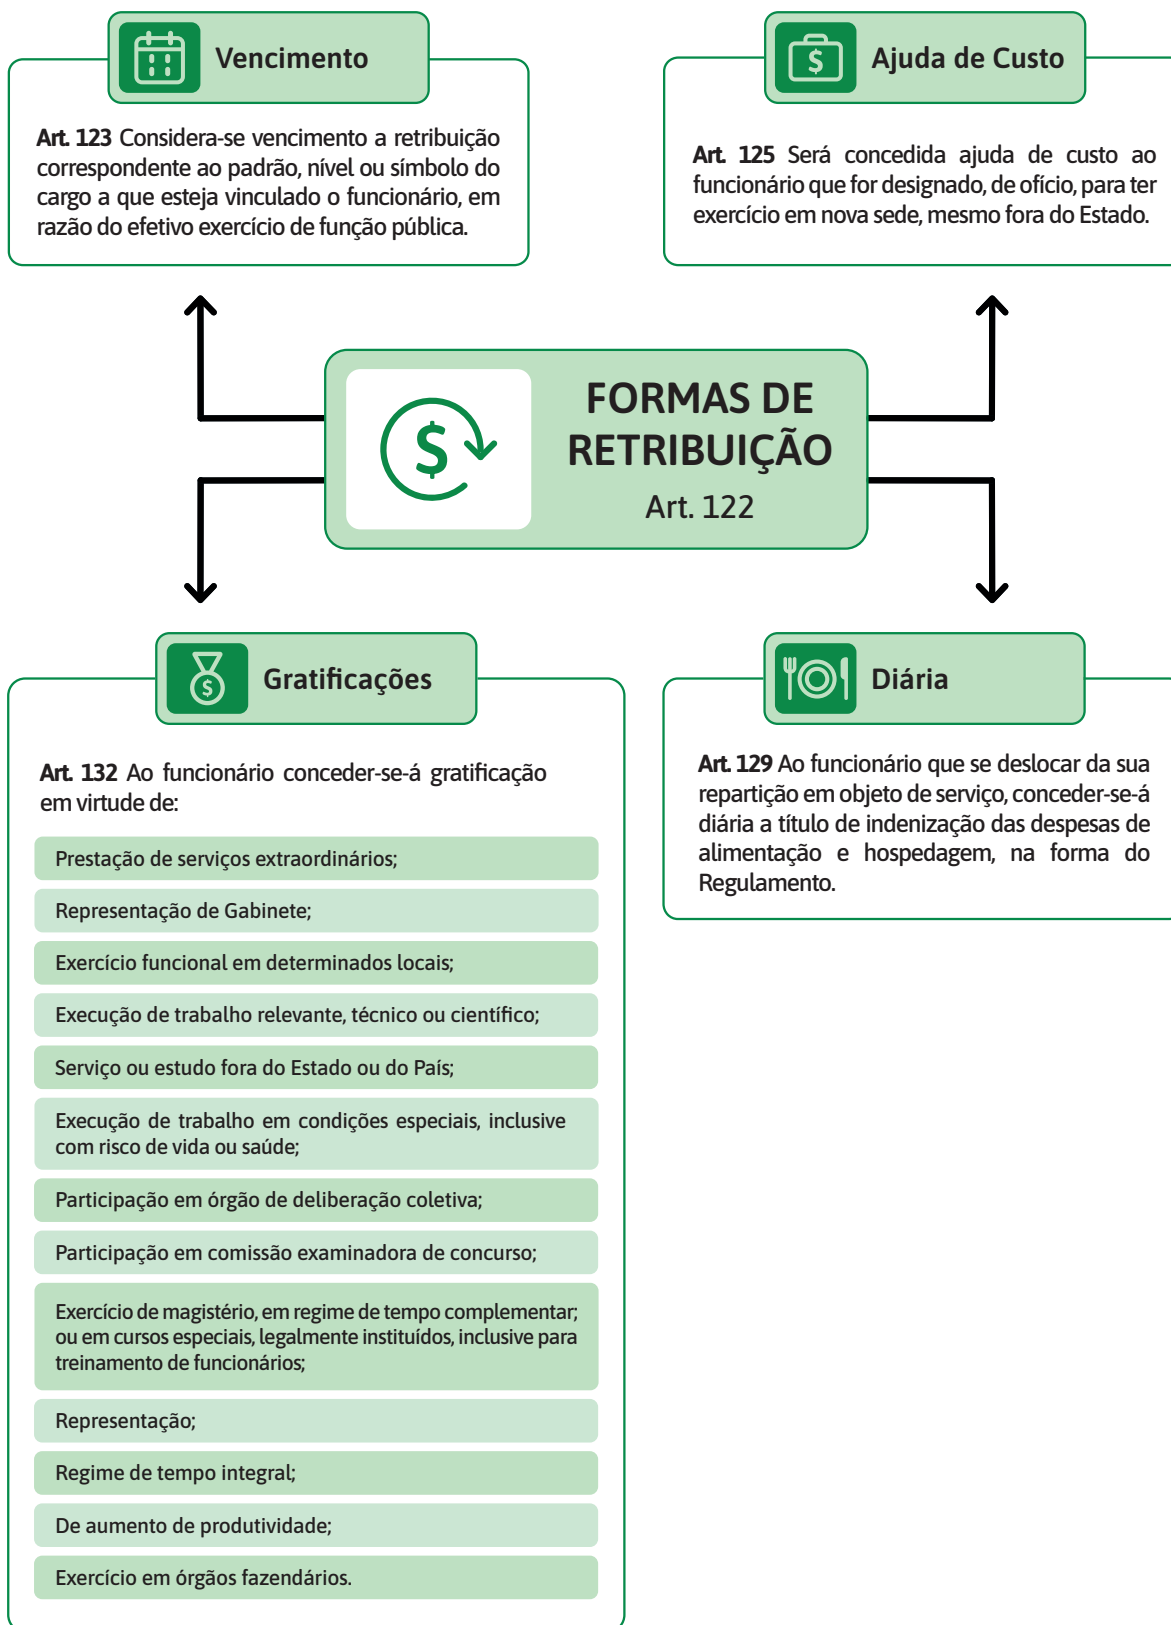 Vencimento
Art. 123 Considera-se vencimento a retribuição
correspondente ao padrão, nível ou símbolo do
cargo a que esteja vinculado o funcionário, em
razão do efetivo exercício de função pública.
Ajuda de Custo
$
Art. 125 Será concedida ajuda de custo ao
funcionário que for designado, de ofício, para ter
exercício em nova sede, mesmo fora do Estado.
$
FORMAS DE
RETRIBUIÇÃO
Art. 122
$
Gratificações
Art. 132 Ao funcionário conceder-se-á gratificação
em virtude de:
Prestação de serviços extraordinários;
Representação de Gabinete;
Exercício funcional em determinados locais;
Execução de trabalho relevante, técnico ou científico;
Serviço ou estudo fora do Estado ou do País;
Execução de trabalho em condições especiais, inclusive
com risco de vida ou saúde;
Participação em órgão de deliberação coletiva;
Participação em comissão examinadora de concurso;
Exercício de magistério, em regime de tempo complementar;
ou em cursos especiais, legalmente instituídos, inclusive para
treinamento de funcionários;
Representação;
Regime de tempo integral;
De aumento de produtividade;
Exercício em órgãos fazendários.
Diária
Art. 129 Ao funcionário que se deslocar da sua
repartição em objeto de serviço, conceder-se-á
diária a título de indenização das despesas de
alimentação e hospedagem, na forma do
Regulamento.